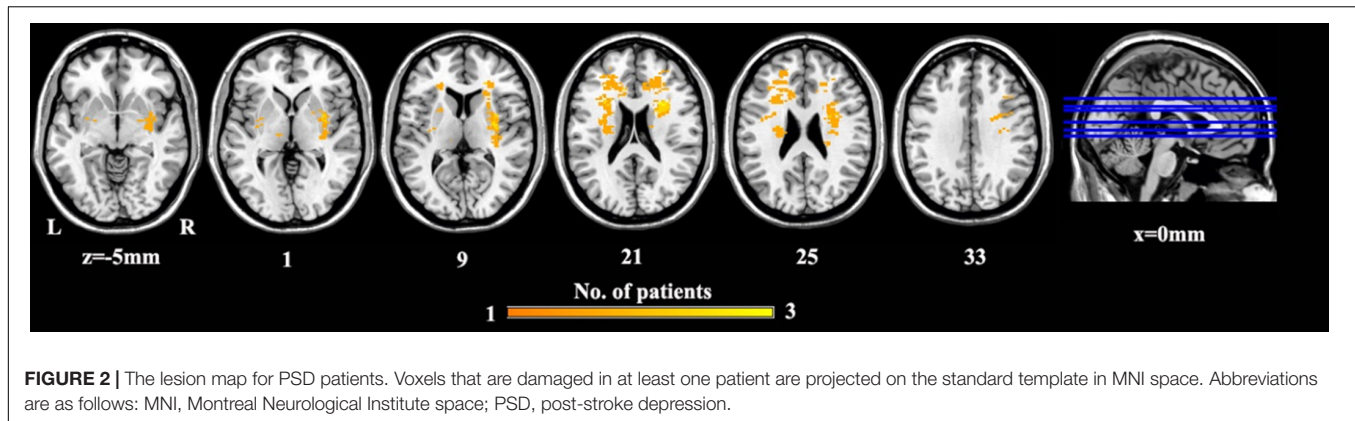 L R
z=-5mm 1 9 21 25 33 x=0mm
No. of patients
1 3
FIGURE 2 | The lesion map for PSD patients. Voxels that are damaged in at least one patient are projected on the standard template in MNI space. Abbreviations
are as follows: MNI, Montreal Neurological Institute space; PSD, post-stroke depression.